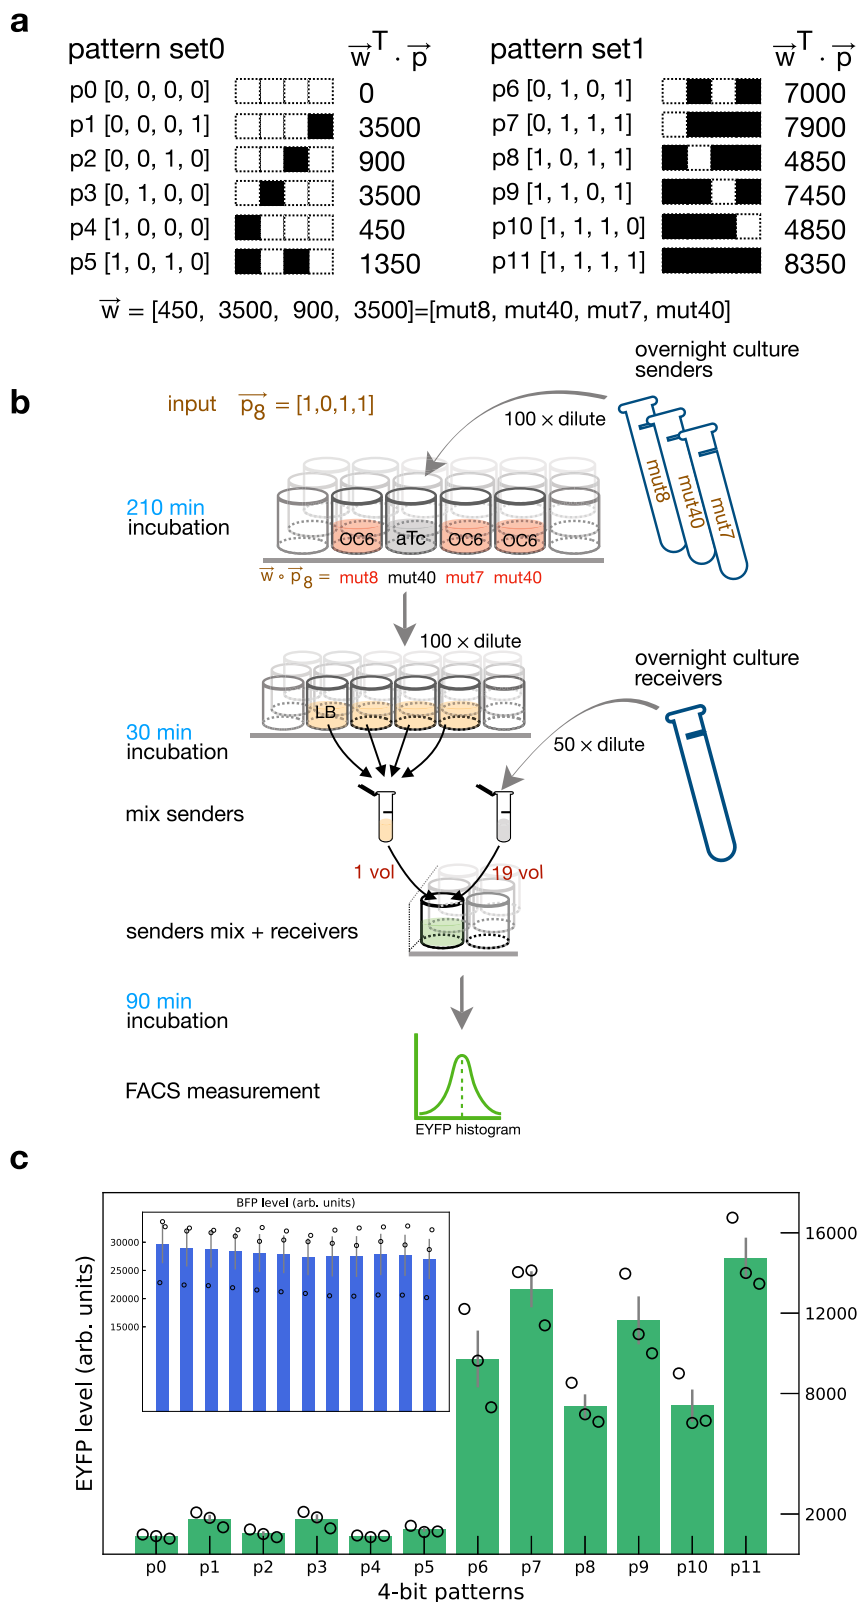 a
pattern set0 w⃗ᵀ · p⃗
p0 [0, 0, 0, 0] 0
p1 [0, 0, 0, 1] 3500
p2 [0, 0, 1, 0] 900
p3 [0, 1, 0, 0] 3500
p4 [1, 0, 0, 0] 450
p5 [1, 0, 1, 0] 1350
pattern set1 w⃗ᵀ · p⃗
p6 [0, 1, 0, 1] 7000
p7 [0, 1, 1, 1] 7900
p8 [1, 0, 1, 1] 4850
p9 [1, 1, 0, 1] 7450
p10 [1, 1, 1, 0] 4850
p11 [1, 1, 1, 1] 8350
w⃗ = [450, 3500, 900, 3500]=[mut8, mut40, mut7, mut40]
b
input p⃗₈ = [1,0,1,1]
overnight culture
senders
100 × dilute
mut8
mut40
mut7
210 min
incubation
OC6 aTc OC6 OC6
w⃗ ∘ p⃗₈ = mut8 mut40 mut7 mut40
100 × dilute
overnight culture
receivers
LB
30 min
incubation
50 × dilute
mix senders
1 vol 19 vol
senders mix + receivers
90 min
incubation
FACS measurement
EYFP histogram
c
BFP level (arb. units)
30000
25000
20000
15000
EYFP level (arb. units)
16000
12000
8000
2000
p0 p1 p2 p3 p4 p5 p6 p7 p8 p9 p10 p11
4-bit patterns